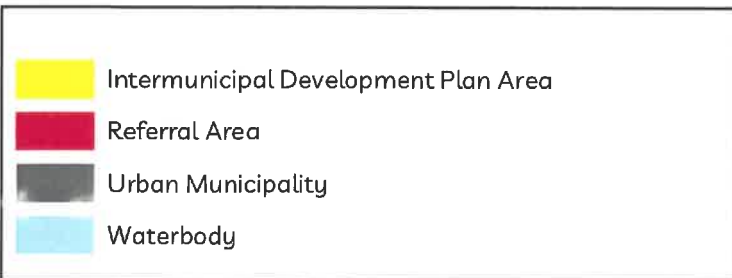 Intermunicipal Development Plan Area
Referral Area
Urban Municipality
Waterbody